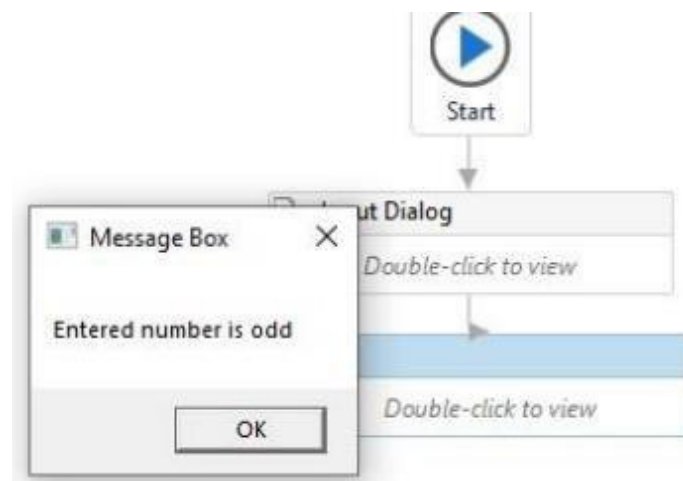 Start
ut Dialog
Double-click to view
Message Box
Entered number is odd
OK
Double-click to view